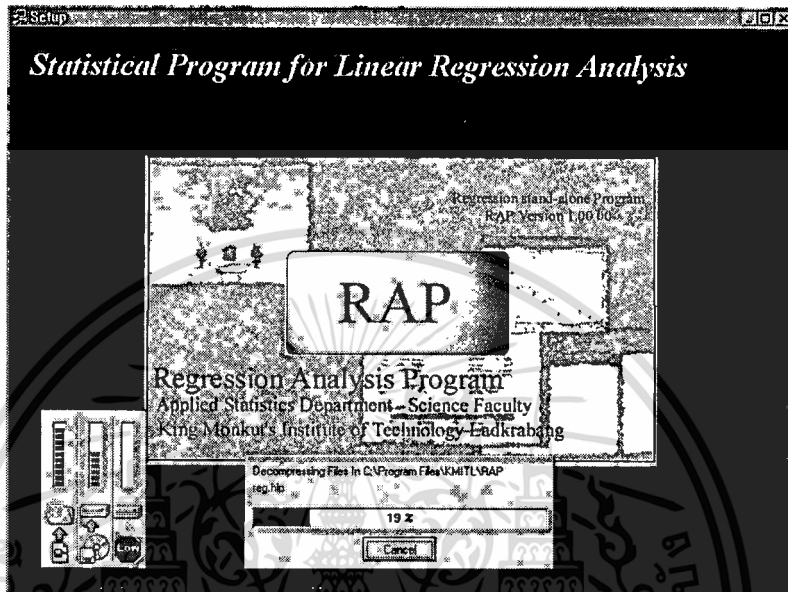 Setup
Statistical Program for Linear Regression Analysis
Regression stand-alone Program
RAP Version 1.00.00
RAP
Regression Analysis Program
Applied Statistics Department - Science Faculty
King Monkut's Institute of Technology Ladkrabang
Decompressing Files In C:\Program Files\KMITL\RAP
reg.hlp
19 %
Cancel
Low